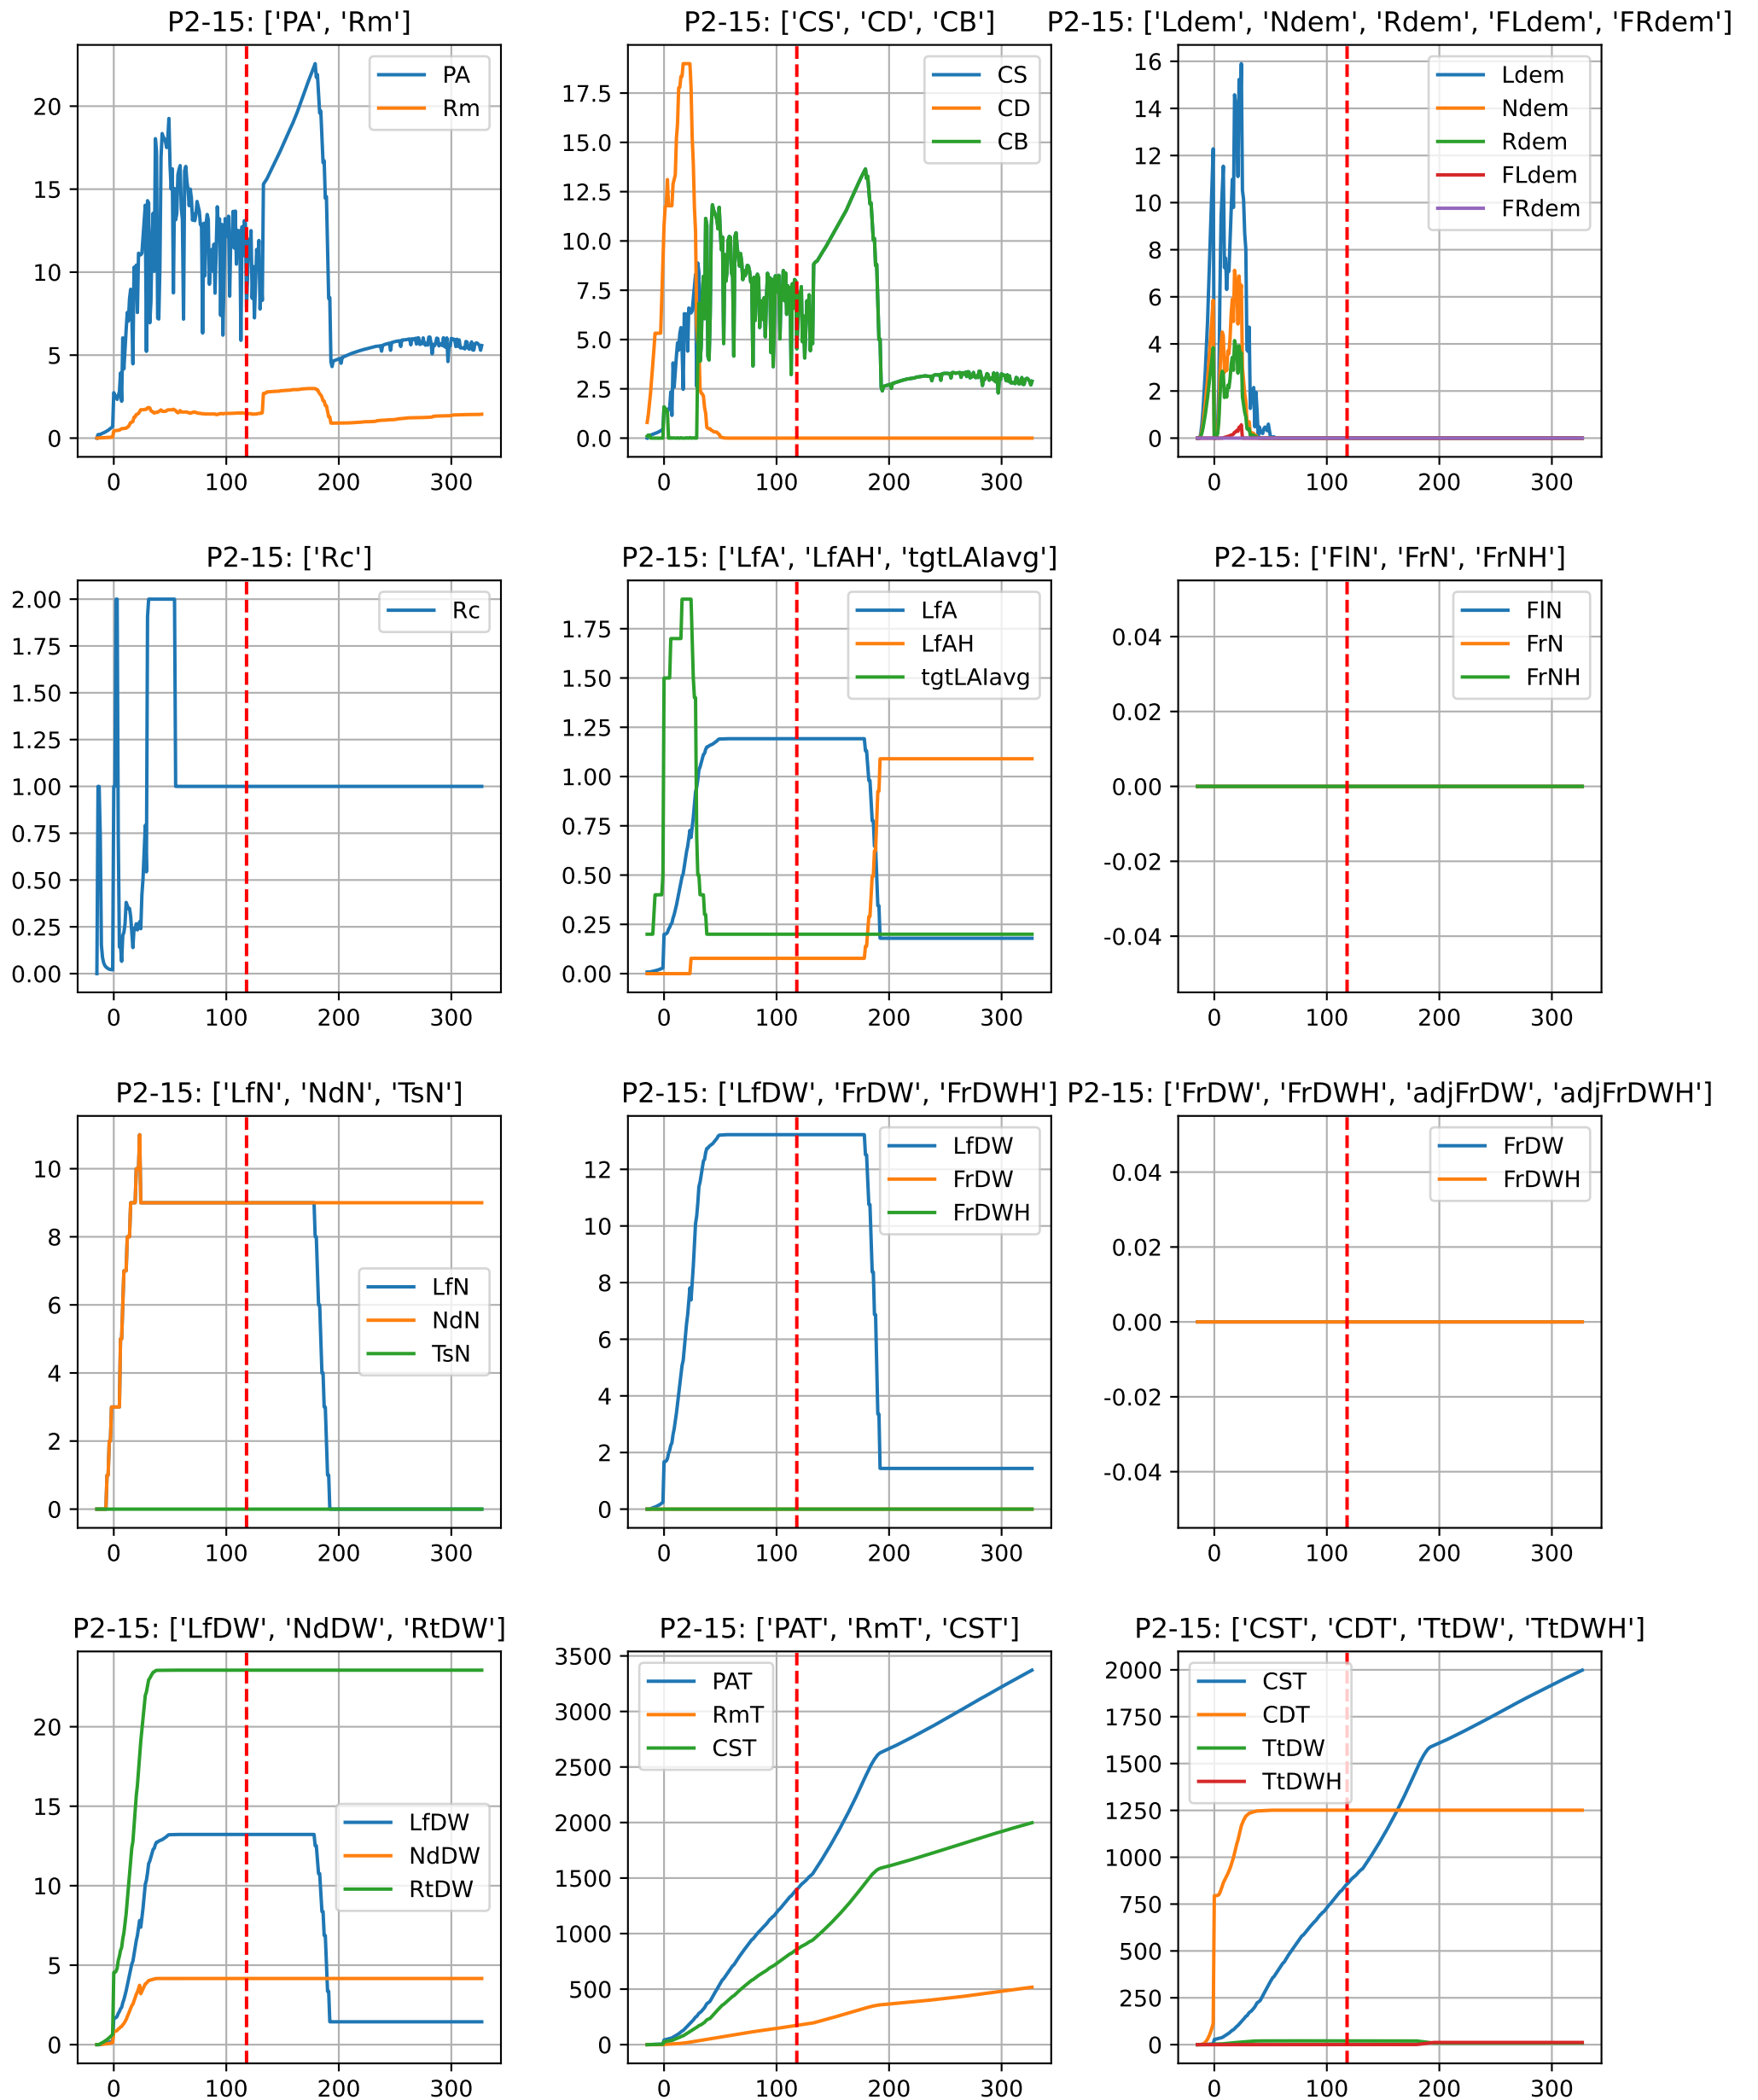 P2-15: ['PA', 'Rm']
PA
Rm
20
15
10
5
0
0 100 200 300
P2-15: ['CS', 'CD', 'CB']
CS
CD
CB
17.5
15.0
12.5
10.0
7.5
5.0
2.5
0.0
0 100 200 300
P2-15: ['Ldem', 'Ndem', 'Rdem', 'FLdem', 'FRdem']
Ldem
Ndem
Rdem
FLdem
FRdem
16
14
12
10
8
6
4
2
0
0 100 200 300
P2-15: ['Rc']
Rc
2.00
1.75
1.50
1.25
1.00
0.75
0.50
0.25
0.00
0 100 200 300
P2-15: ['LfA', 'LfAH', 'tgtLAIavg']
LfA
LfAH
tgtLAIavg
1.75
1.50
1.25
1.00
0.75
0.50
0.25
0.00
0 100 200 300
P2-15: ['FlN', 'FrN', 'FrNH']
FlN
FrN
FrNH
0.04
0.02
0.00
-0.02
-0.04
0 100 200 300
P2-15: ['LfN', 'NdN', 'TsN']
LfN
NdN
TsN
10
8
6
4
2
0
0 100 200 300
P2-15: ['LfDW', 'FrDW', 'FrDWH']
LfDW
FrDW
FrDWH
12
10
8
6
4
2
0
0 100 200 300
P2-15: ['FrDW', 'FrDWH', 'adjFrDW', 'adjFrDWH']
FrDW
FrDWH
0.04
0.02
0.00
-0.02
-0.04
0 100 200 300
P2-15: ['LfDW', 'NdDW', 'RtDW']
LfDW
NdDW
RtDW
20
15
10
5
0
0 100 200 300
P2-15: ['PAT', 'RmT', 'CST']
PAT
RmT
CST
3500
3000
2500
2000
1500
1000
500
0
0 100 200 300
P2-15: ['CST', 'CDT', 'TtDW', 'TtDWH']
CST
CDT
TtDW
TtDWH
2000
1750
1500
1250
1000
750
500
250
0
0 100 200 300